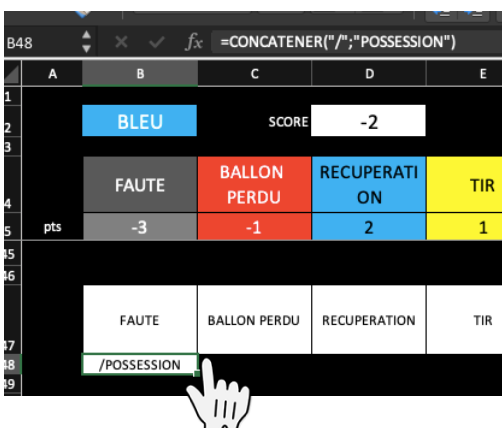 B48 fx =CONCATENER("/";"POSSESSION")
A B C D E
1
2 BLEU SCORE -2
3
4 FAUTE BALLON PERDU RECUPERATI ON TIR
5 pts -3 -1 2 1
45
46
47 FAUTE BALLON PERDU RECUPERATION TIR
48 /POSSESSION
49